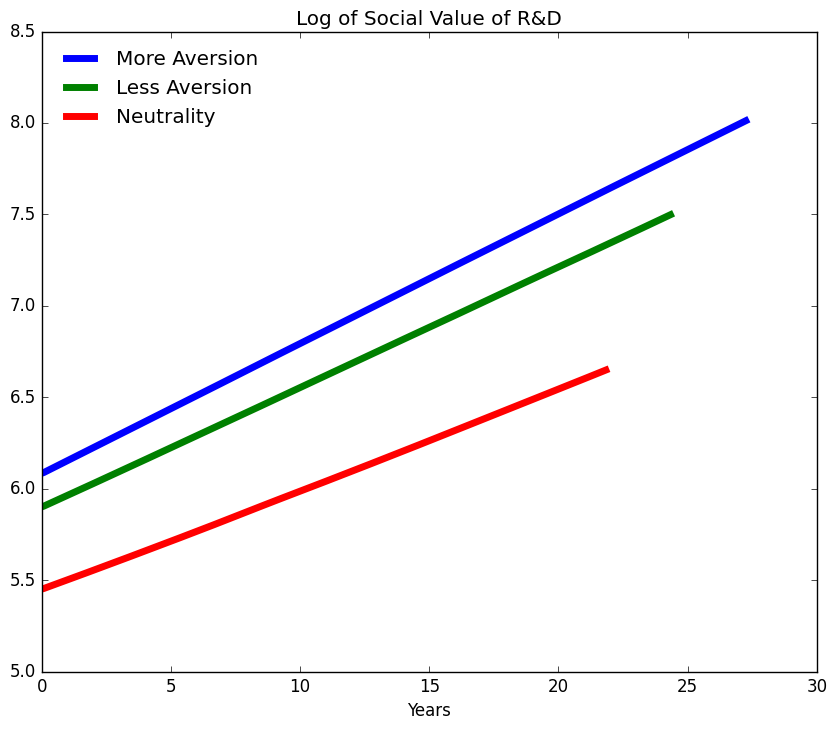 Log of Social Value of R&D
8.5
More Aversion
Less Aversion
Neutrality
8.0
7.5
7.0
6.5
6.0
5.5
5.0
0 5 10 15 20 25 30
Years